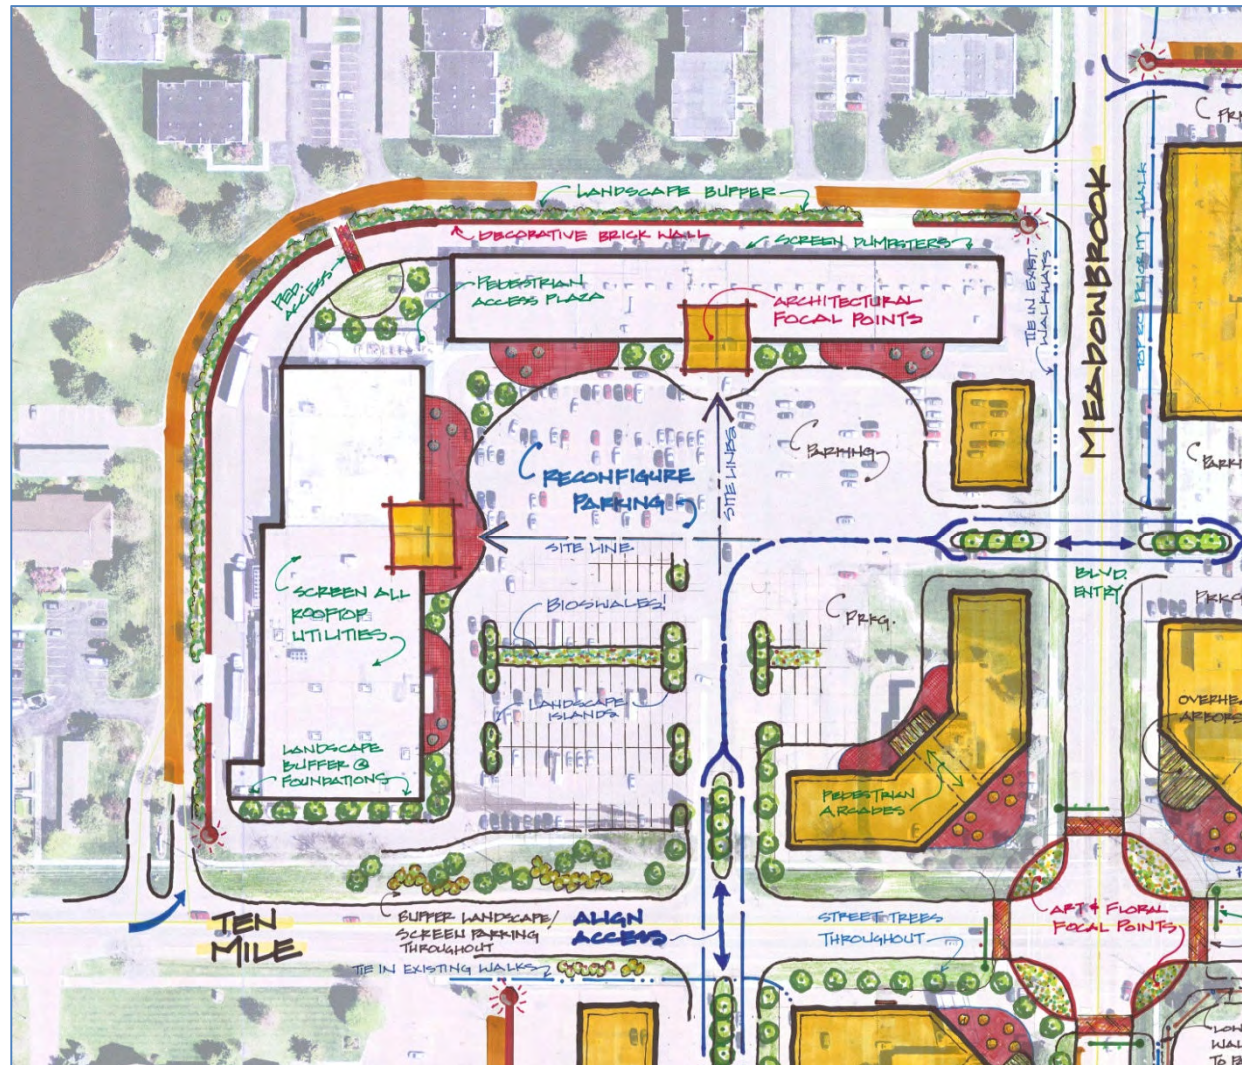 LANDSCAPE BUFFER
DECORATIVE BRICK WALL
SCREEN DUMPSTERS
PED.
ACCESS
PEDESTRIAN
ACCESS PLAZA
ARCHITECTURAL
FOCAL POINTS
TIE IN EXIST.
WALKWAYS
MEADOWBROOK
PRIORITY WALK
RECONFIGURE
PARKING
SITE LINES
PARKING
SITE LINE
SCREEN ALL
ROOFTOP
UTILITIES
BIOSWALES!
PRKG.
BLVD.
ENTRY
PRKG
LANDSCAPE
ISLANDS
LANDSCAPE
BUFFER @
FOUNDATIONS
PEDESTRIAN
ARCADES
ARBORS
TEN
MILE
BUFFER LANDSCAPE/
SCREEN PARKING
THROUGHOUT
ALIGN
ACCESS
STREET TREES
THROUGHOUT
ART & FLORAL
FOCAL POINTS
TIE IN EXISTING WALKS